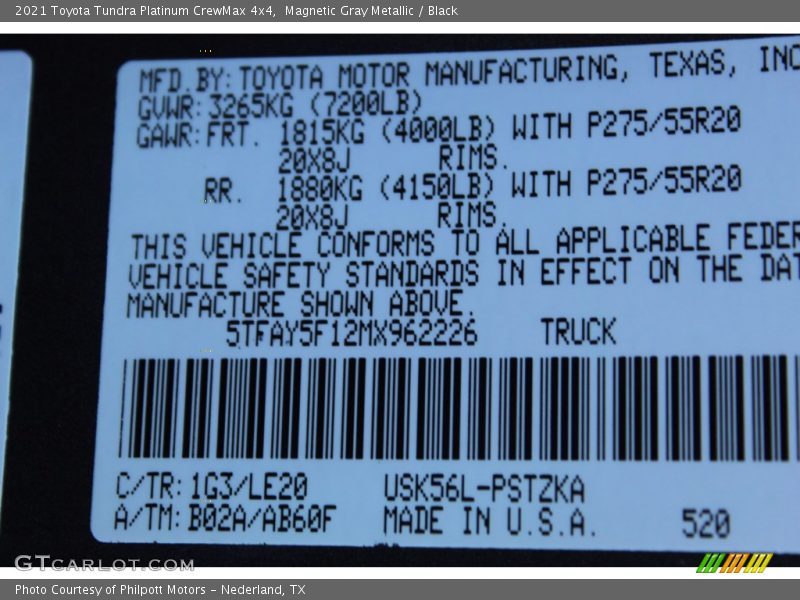 2021 Toyota Tundra Platinum CrewMax 4x4,  Magnetic Gray Metallic / Black
MFD.BY:TOYOTA MOTOR MANUFACTURING, TEXAS, INC
GVWR:3265KG (7200LB)
GAWR:FRT. 1815KG (4000LB) WITH P275/55R20
20X8J RIMS.
RR. 1880KG (4150LB) WITH P275/55R20
20X8J RIMS.
THIS VEHICLE CONFORMS TO ALL APPLICABLE FEDER
VEHICLE SAFETY STANDARDS IN EFFECT ON THE DAT
MANUFACTURE SHOWN ABOVE.
5TFAY5F12MX962226 TRUCK
C/TR:1G3/LE20 USK56L-PSTZKA
A/TM:B02A/AB60F MADE IN U.S.A. 520
GTCARLOT.COM
Photo Courtesy of Philpott Motors - Nederland, TX